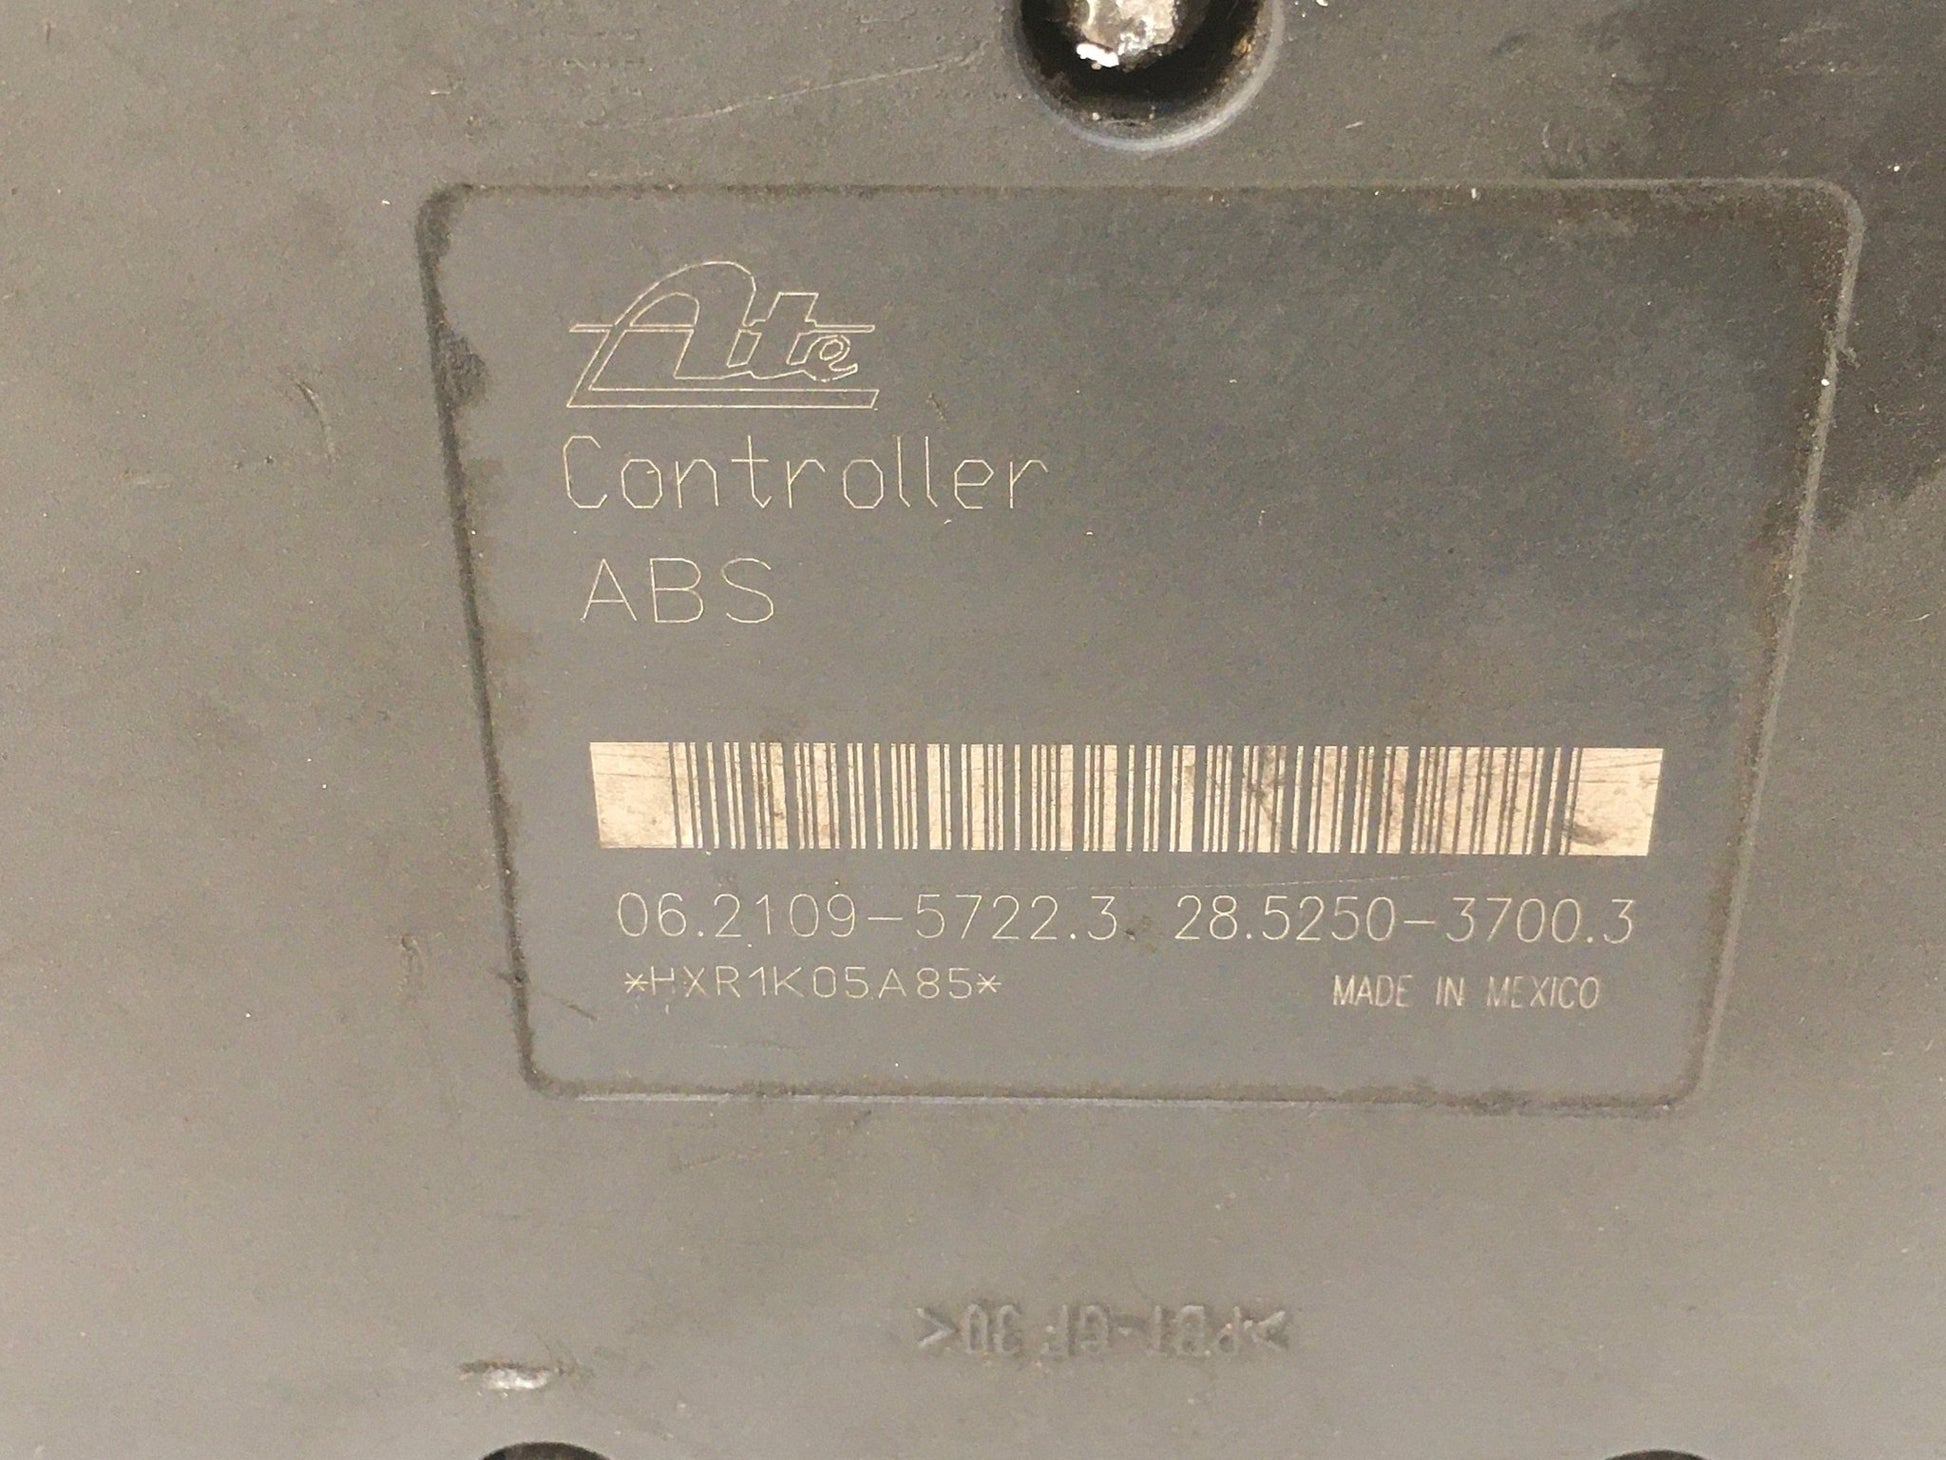 Ate
Controller
ABS
06.2109-5722.3 28.5250-3700.3
*HXR1K05A85* MADE IN MEXICO
>PBT-GF 30<